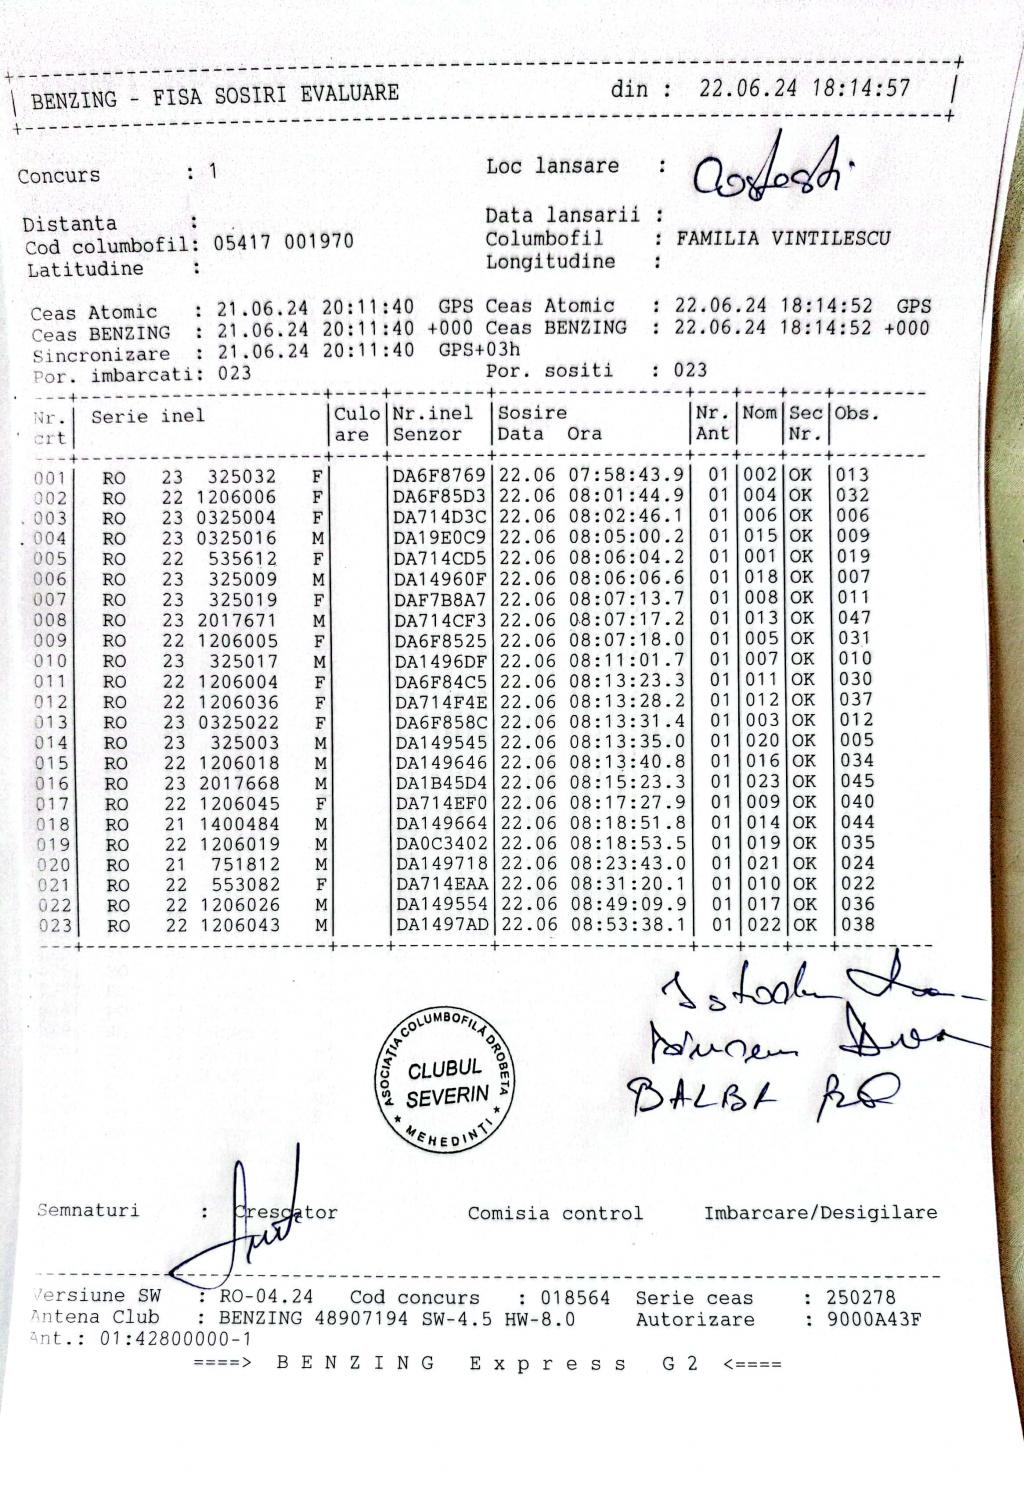 BENZING - FISA SOSIRI EVALUARE din : 22.06.24 18:14:57
Concurs : 1 Loc lansare : Costesti
Distanta : Data lansarii :
Cod columbofil: 05417 001970 Columbofil : FAMILIA VINTILESCU
Latitudine : Longitudine :
Ceas Atomic : 21.06.24 20:11:40 GPS Ceas Atomic : 22.06.24 18:14:52 GPS
Ceas BENZING : 21.06.24 20:11:40 +000 Ceas BENZING : 22.06.24 18:14:52 +000
Sincronizare : 21.06.24 20:11:40 GPS+03h
Por. imbarcati: 023 Por. sositi : 023
Nr. Serie inel Culo Nr.inel Sosire Nr. Nom Sec Obs.
crt are Senzor Data Ora Ant Nr.
001 RO 23 325032 F DA6F8769 22.06 07:58:43.9 01 002 OK 013
002 RO 22 1206006 F DA6F85D3 22.06 08:01:44.9 01 004 OK 032
003 RO 23 0325004 F DA714D3C 22.06 08:02:46.1 01 006 OK 006
004 RO 23 0325016 M DA19E0C9 22.06 08:05:00.2 01 015 OK 009
005 RO 22 535612 F DA714CD5 22.06 08:06:04.2 01 001 OK 019
006 RO 23 325009 M DA14960F 22.06 08:06:06.6 01 018 OK 007
007 RO 23 325019 F DAF7B8A7 22.06 08:07:13.7 01 008 OK 011
008 RO 23 2017671 M DA714CF3 22.06 08:07:17.2 01 013 OK 047
009 RO 22 1206005 F DA6F8525 22.06 08:07:18.0 01 005 OK 031
010 RO 23 325017 M DA1496DF 22.06 08:11:01.7 01 007 OK 010
011 RO 22 1206004 F DA6F84C5 22.06 08:13:23.3 01 011 OK 030
012 RO 22 1206036 F DA714F4E 22.06 08:13:28.2 01 012 OK 037
013 RO 23 0325022 F DA6F858C 22.06 08:13:31.4 01 003 OK 012
014 RO 23 325003 M DA149545 22.06 08:13:35.0 01 020 OK 005
015 RO 22 1206018 M DA149646 22.06 08:13:40.8 01 016 OK 034
016 RO 23 2017668 M DA1B45D4 22.06 08:15:23.3 01 023 OK 045
017 RO 22 1206045 F DA714EF0 22.06 08:17:27.9 01 009 OK 040
018 RO 21 1400484 M DA149664 22.06 08:18:51.8 01 014 OK 044
019 RO 22 1206019 M DA0C3402 22.06 08:18:53.5 01 019 OK 035
020 RO 21 751812 M DA149718 22.06 08:23:43.0 01 021 OK 024
021 RO 22 553082 F DA714EAA 22.06 08:31:20.1 01 010 OK 022
022 RO 22 1206026 M DA149554 22.06 08:49:09.9 01 017 OK 036
023 RO 22 1206043 M DA1497AD 22.06 08:53:38.1 01 022 OK 038
ASOCIAȚIA COLUMBOFILĂ DROBETA
CLUBUL
SEVERIN
* MEHEDINȚI *
BALBA
Semnaturi : Crescator Comisia control Imbarcare/Desigilare
Versiune SW : RO-04.24 Cod concurs : 018564 Serie ceas : 250278
Antena Club : BENZING 48907194 SW-4.5 HW-8.0 Autorizare : 9000A43F
Ant.: 01:42800000-1
====> B E N Z I N G E x p r e s s G 2 <====